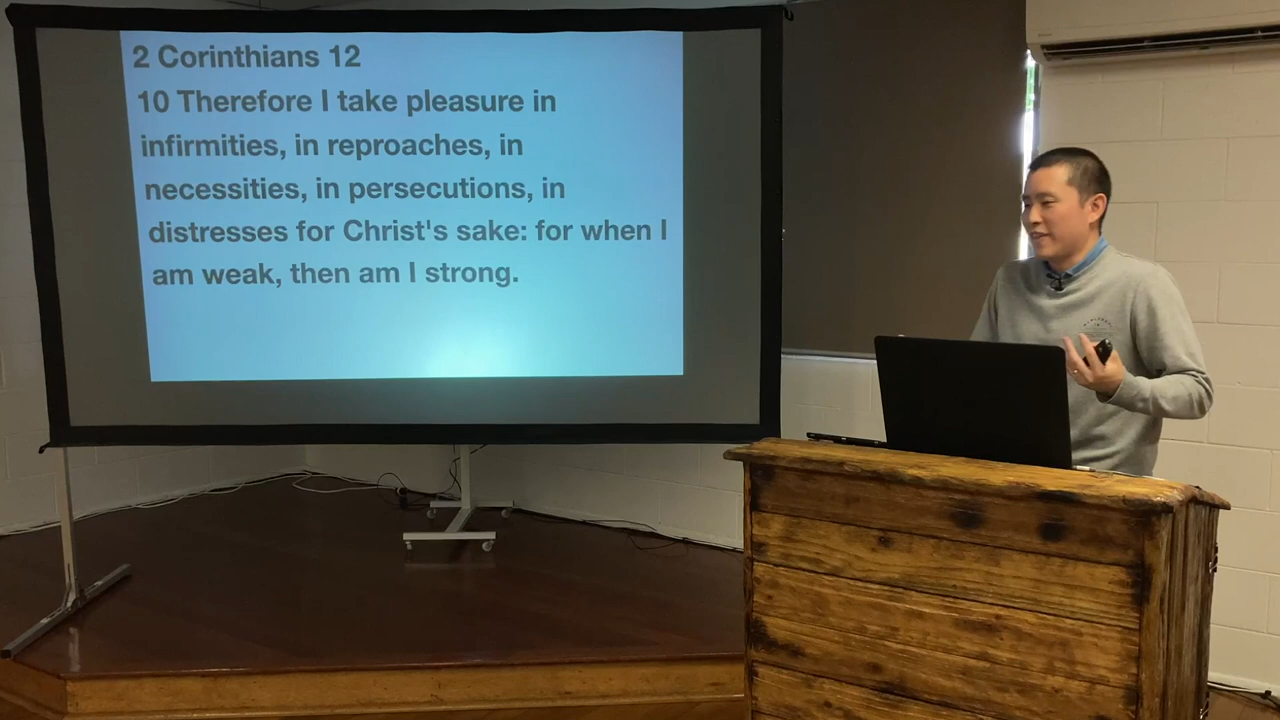 2 Corinthians 12
10 Therefore I take pleasure in
infirmities, in reproaches, in
necessities, in persecutions, in
distresses for Christ's sake: for when I
am weak, then am I strong.